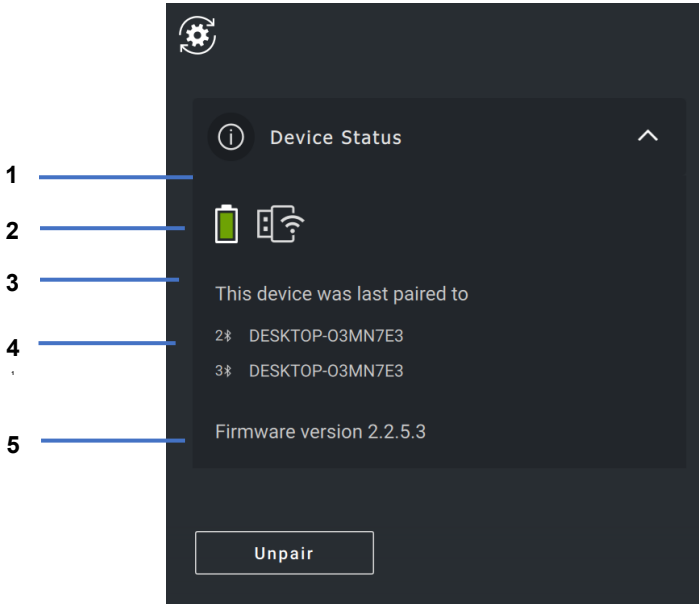 Device Status
1
2
3
This device was last paired to
2 DESKTOP-O3MN7E3
4
3 DESKTOP-O3MN7E3
Firmware version 2.2.5.3
5
Unpair